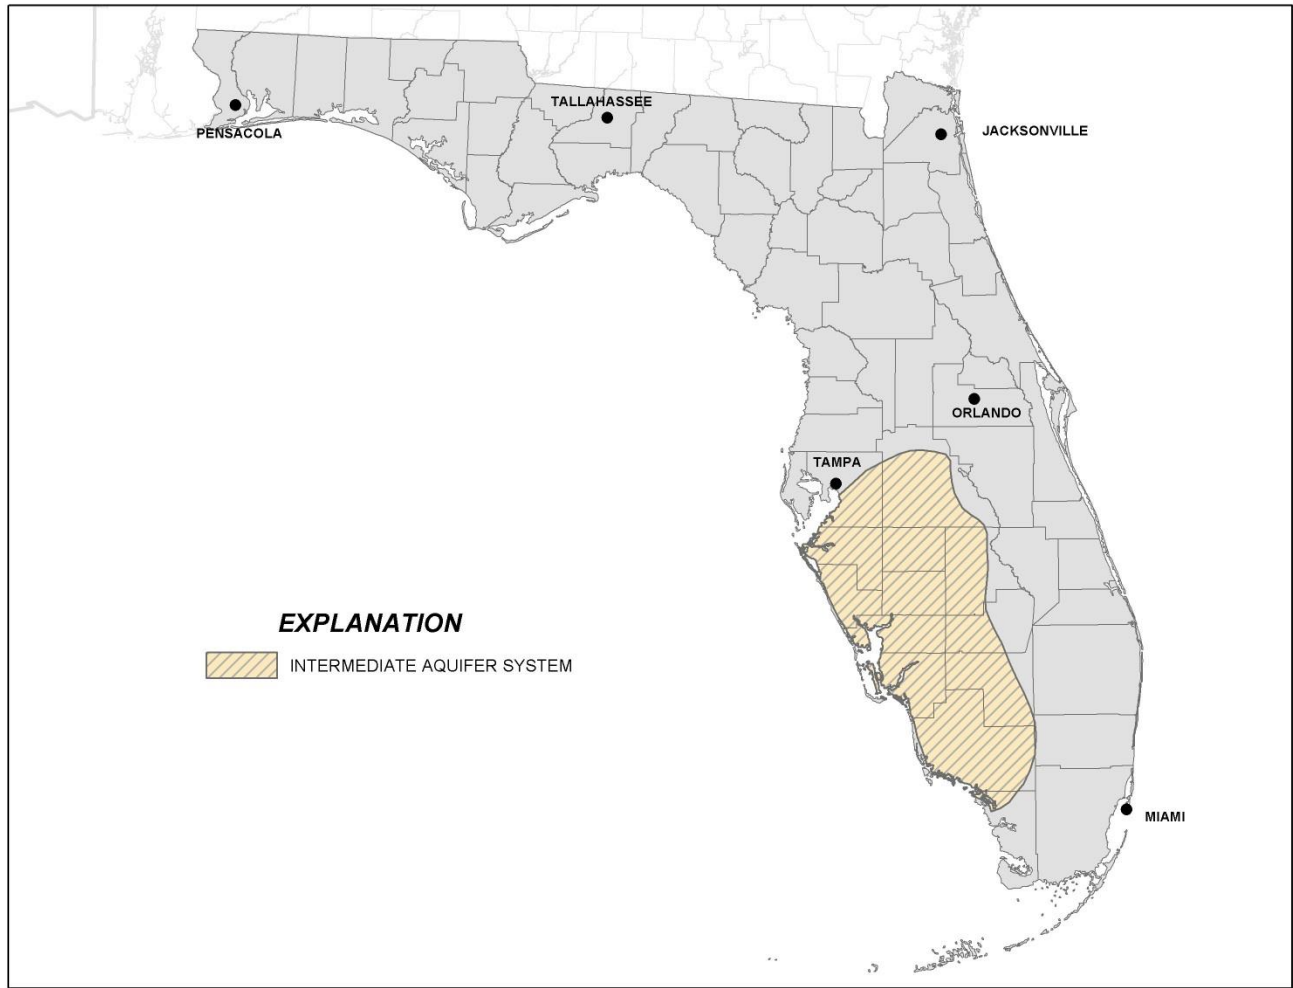 TALLAHASSEE
PENSACOLA
JACKSONVILLE
ORLANDO
TAMPA
EXPLANATION
INTERMEDIATE AQUIFER SYSTEM
MIAMI